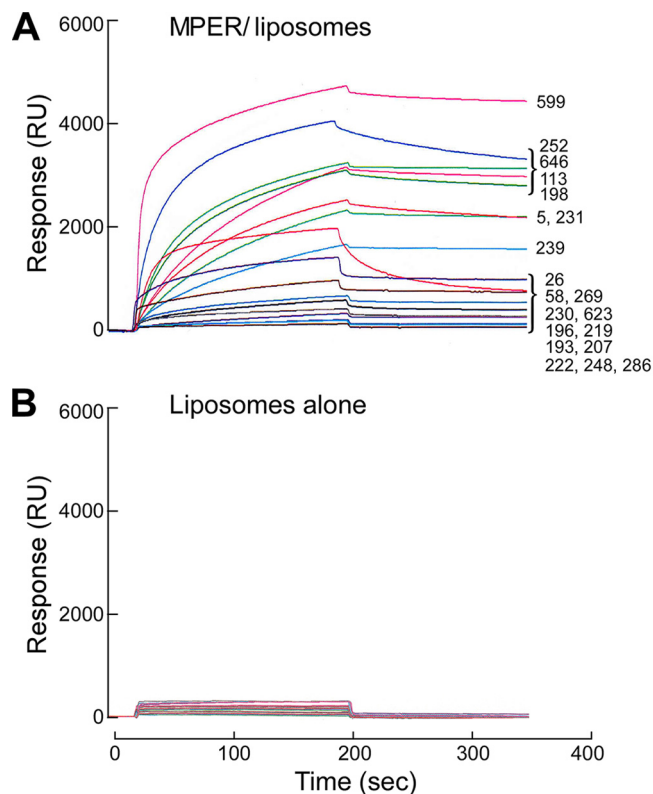 A
MPER/ liposomes
Response (RU)
6000
4000
2000
0
599
252
646
113
198
5, 231
239
26
58, 269
230, 623
196, 219
193, 207
222, 248, 286
B
Liposomes alone
Response (RU)
6000
4000
2000
0
0 100 200 300 400
Time (sec)